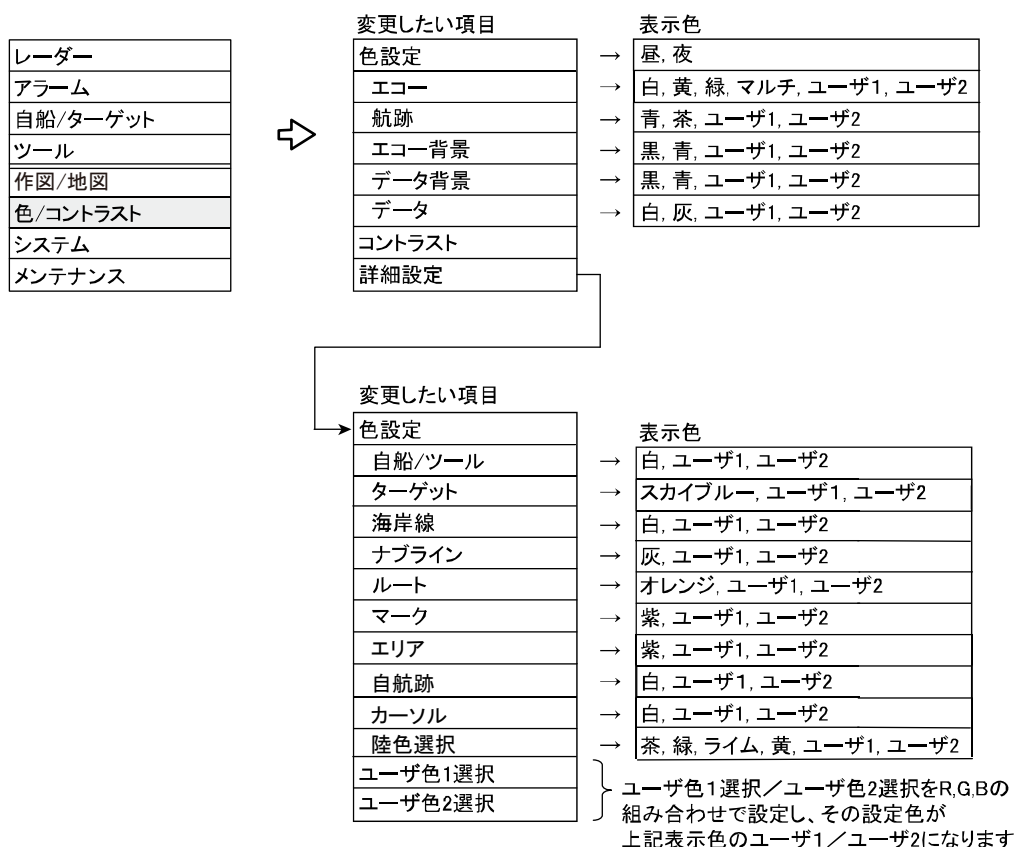 レーダー
アラーム
自船/ターゲット
ツール
作図/地図
色/コントラスト
システム
メンテナンス
変更したい項目 表示色
色設定 → 昼, 夜
エコー → 白, 黄, 緑, マルチ, ユーザ1, ユーザ2
航跡 → 青, 茶, ユーザ1, ユーザ2
エコー背景 → 黒, 青, ユーザ1, ユーザ2
データ背景 → 黒, 青, ユーザ1, ユーザ2
データ → 白, 灰, ユーザ1, ユーザ2
コントラスト
詳細設定
変更したい項目
色設定 表示色
自船/ツール → 白, ユーザ1, ユーザ2
ターゲット → スカイブルー, ユーザ1, ユーザ2
海岸線 → 白, ユーザ1, ユーザ2
ナブライン → 灰, ユーザ1, ユーザ2
ルート → オレンジ, ユーザ1, ユーザ2
マーク → 紫, ユーザ1, ユーザ2
エリア → 紫, ユーザ1, ユーザ2
自航跡 → 白, ユーザ1, ユーザ2
カーソル → 白, ユーザ1, ユーザ2
陸色選択 → 茶, 緑, ライム, 黄, ユーザ1, ユーザ2
ユーザ色1選択
ユーザ色2選択
ユーザ色1選択／ユーザ色2選択をR,G,Bの
組み合わせで設定し、その設定色が
上記表示色のユーザ1／ユーザ2になります